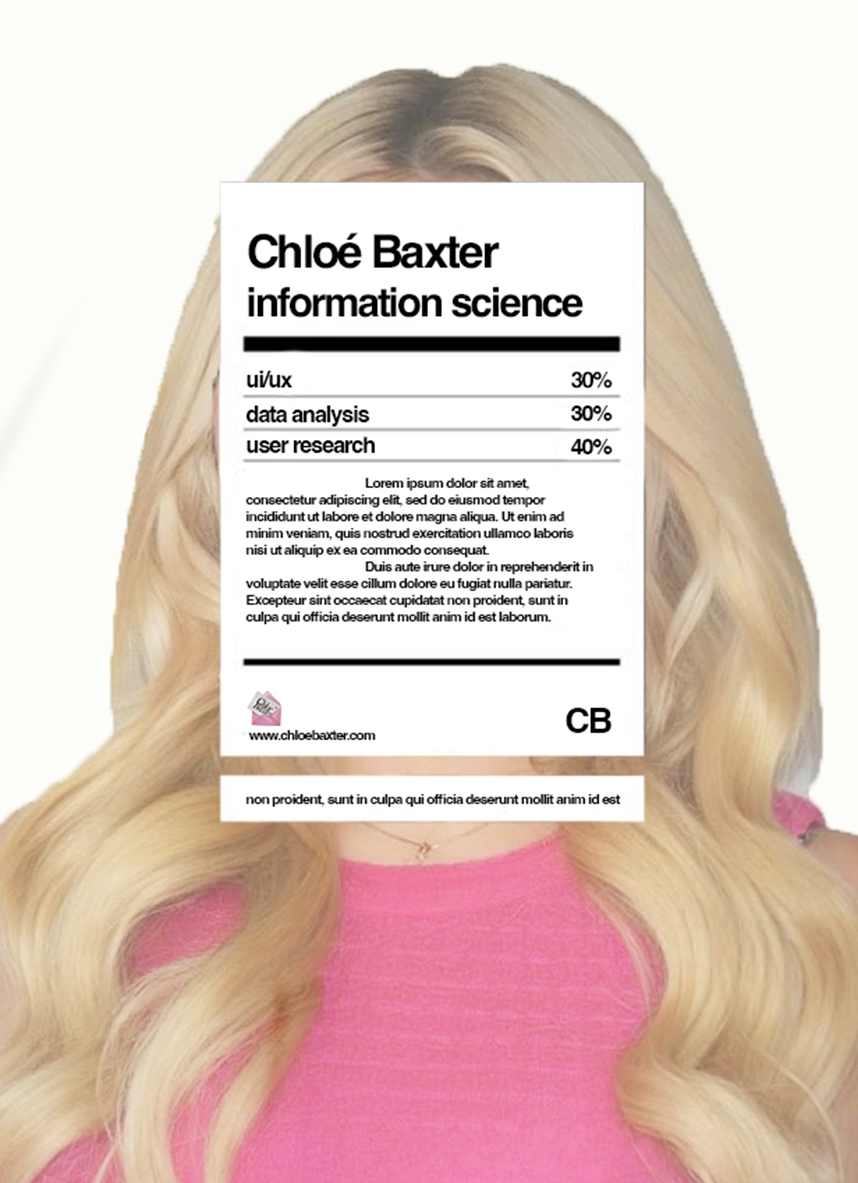 Chloé Baxter
information science
ui/ux 30%
data analysis 30%
user research 40%
Lorem ipsum dolor sit amet,
consectetur adipiscing elit, sed do eiusmod tempor
incididunt ut labore et dolore magna aliqua. Ut enim ad
minim veniam, quis nostrud exercitation ullamco laboris
nisi ut aliquip ex ea commodo consequat.
Duis aute irure dolor in reprehenderit in
voluptate velit esse cillum dolore eu fugiat nulla pariatur.
Excepteur sint occaecat cupidatat non proident, sunt in
culpa qui officia deserunt mollit anim id est laborum.
www.chloebaxter.com
CB
non proident, sunt in culpa qui officia deserunt mollit anim id est